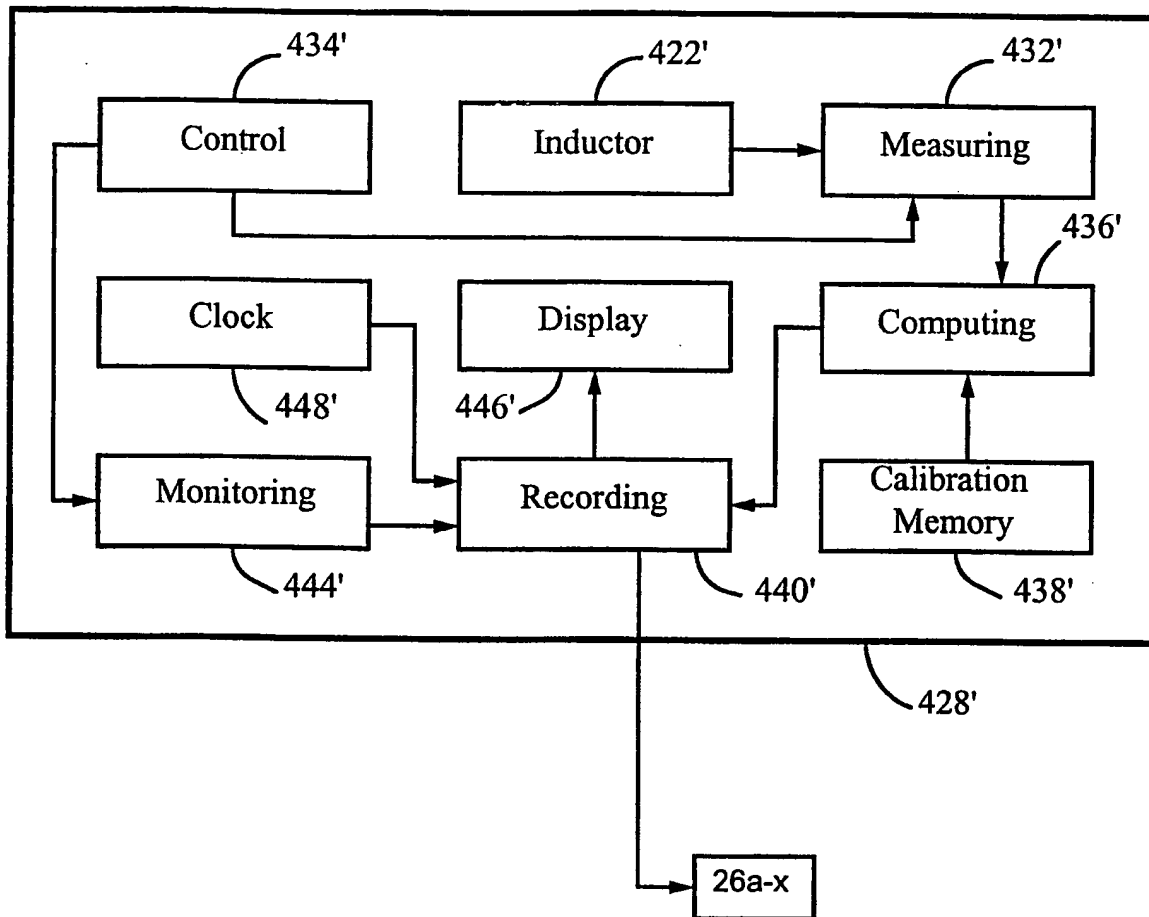 434'
422'
432'
Control
Inductor
Measuring
436'
Clock
Display
Computing
448'
446'
Monitoring
Recording
Calibration
Memory
444'
440'
438'
428'
26a-x